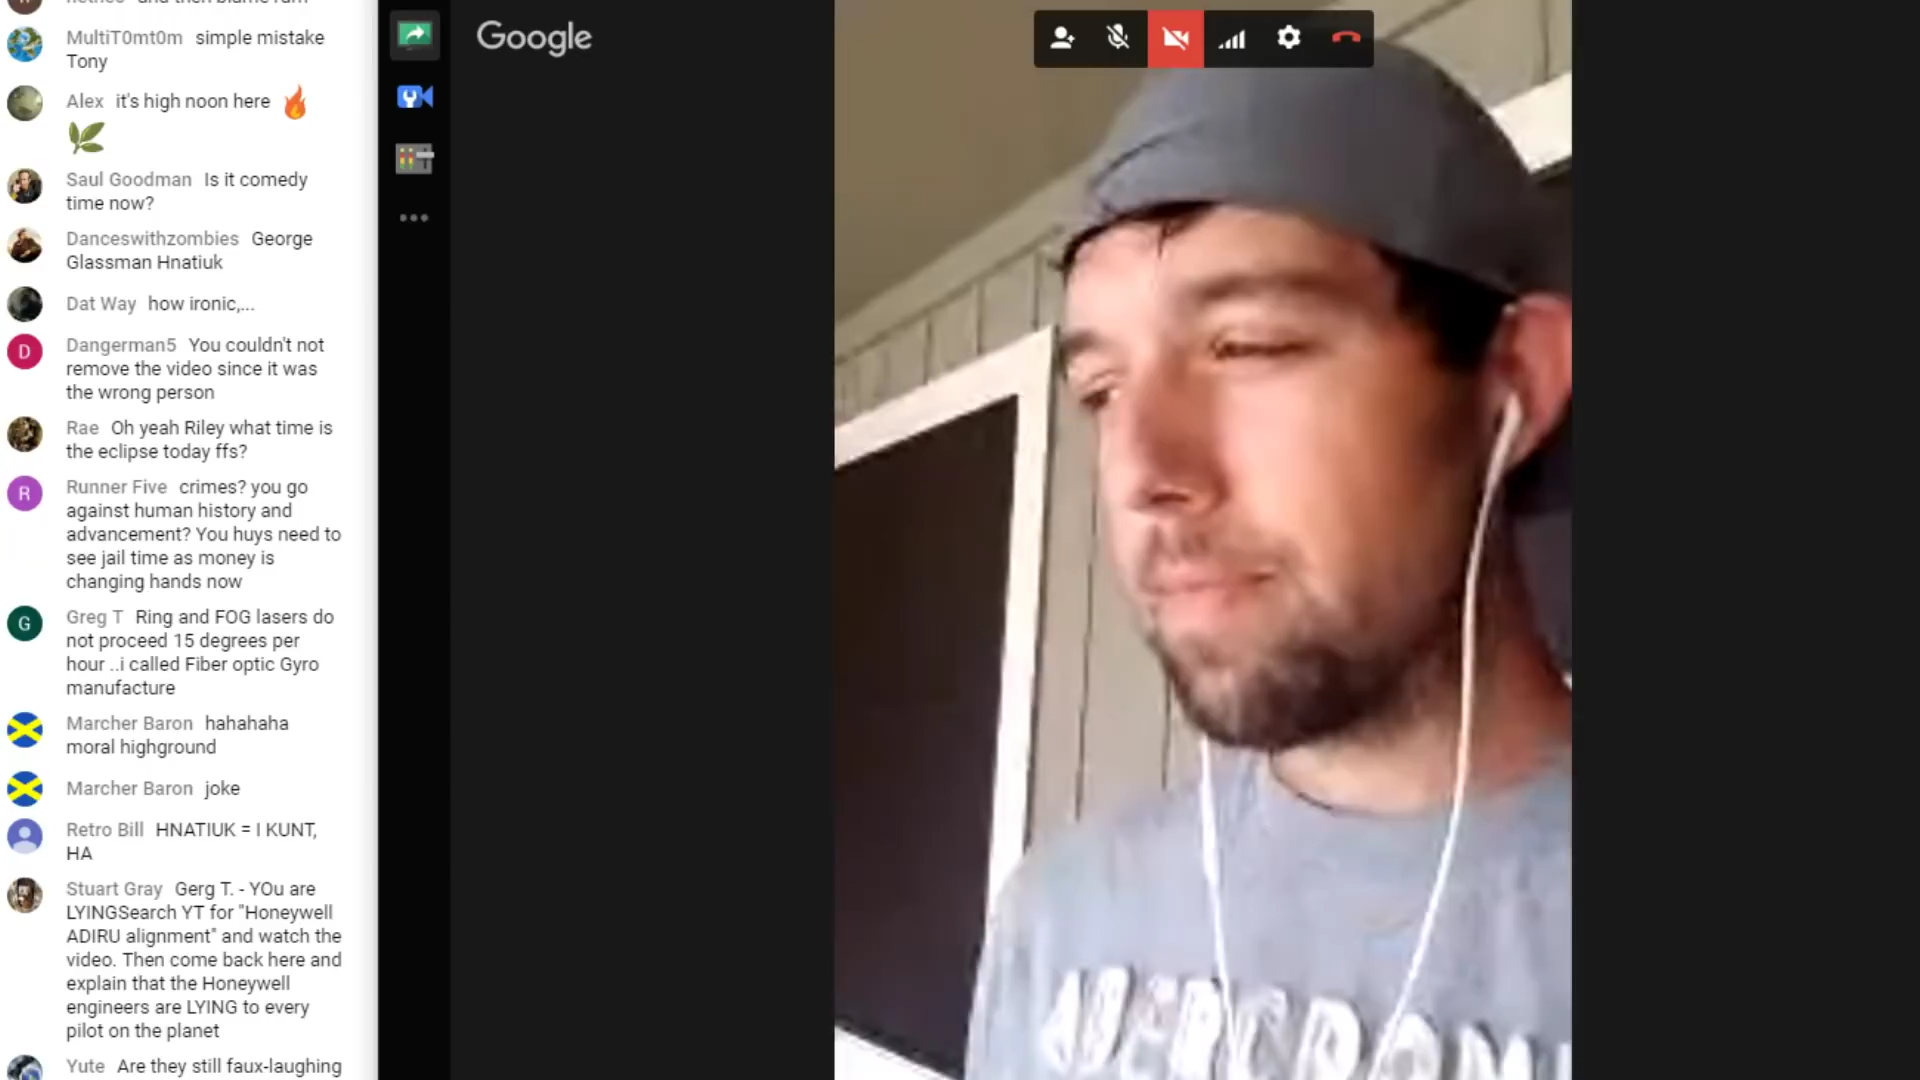 and then blame fum
MultiT0mt0m simple mistake
Tony
Alex it's high noon here
Saul Goodman Is it comedy
time now?
Danceswithzombies George
Glassman Hnatiuk
Dat Way how ironic,...
D
Dangerman5 You couldn't not
remove the video since it was
the wrong person
Rae Oh yeah Riley what time is
the eclipse today ffs?
R
Runner Five crimes? you go
against human history and
advancement? You huys need to
see jail time as money is
changing hands now
G
Greg T Ring and FOG lasers do
not proceed 15 degrees per
hour ..i called Fiber optic Gyro
manufacture
Marcher Baron hahahaha
moral highground
Marcher Baron joke
Retro Bill HNATIUK = I KUNT,
HA
Stuart Gray Gerg T. - YOu are
LYINGSearch YT for "Honeywell
ADIRU alignment" and watch the
video. Then come back here and
explain that the Honeywell
engineers are LYING to every
pilot on the planet
Yute Are they still faux-laughing
Google